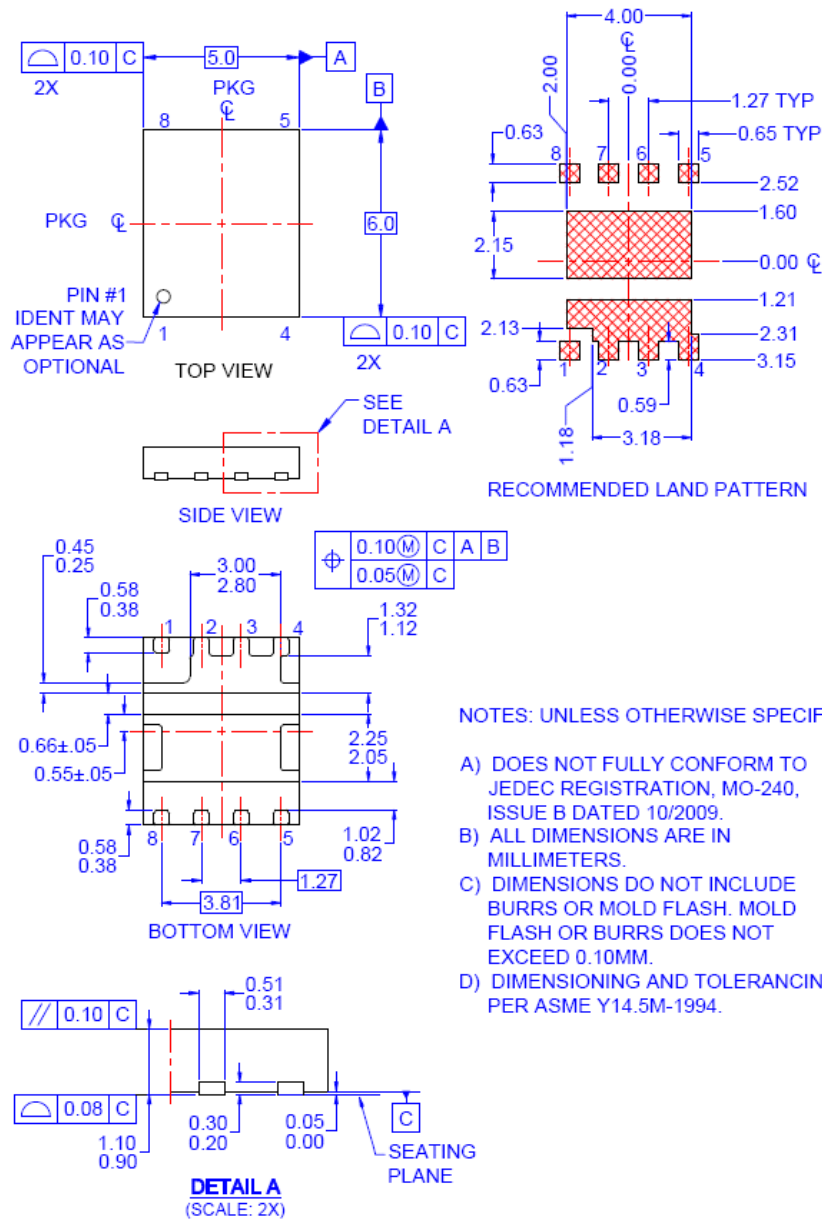 ⌓ 0.10 C
2X
5.0
A
PKG
℄
B
8 5
PKG ℄
6.0
PIN #1
IDENT MAY
APPEAR AS
OPTIONAL
1 4
⌓ 0.10 C
2X
TOP VIEW
4.00
℄
2.00
0.00
1.27 TYP
0.65 TYP
0.63
8 7 6 5
2.52
1.60
2.15
0.00 ℄
1.21
2.13
2.31
3.15
1 2 3 4
0.63
0.59
1.18
3.18
RECOMMENDED LAND PATTERN
SEE
DETAIL A
SIDE VIEW
0.45
0.25
3.00
2.80
⌖ 0.10Ⓜ C A B
0.05Ⓜ C
0.58
0.38
1.32
1.12
1 2 3 4
0.66±.05
0.55±.05
2.25
2.05
0.58
0.38
8 7 6 5
1.02
0.82
1.27
3.81
BOTTOM VIEW
NOTES: UNLESS OTHERWISE SPECIF
A) DOES NOT FULLY CONFORM TO
JEDEC REGISTRATION, MO-240,
ISSUE B DATED 10/2009.
B) ALL DIMENSIONS ARE IN
MILLIMETERS.
C) DIMENSIONS DO NOT INCLUDE
BURRS OR MOLD FLASH. MOLD
FLASH OR BURRS DOES NOT
EXCEED 0.10MM.
D) DIMENSIONING AND TOLERANCIN
PER ASME Y14.5M-1994.
0.51
0.31
// 0.10 C
⌓ 0.08 C
1.10
0.90
0.30
0.20
0.05
0.00
C
SEATING
PLANE
DETAIL A
(SCALE: 2X)